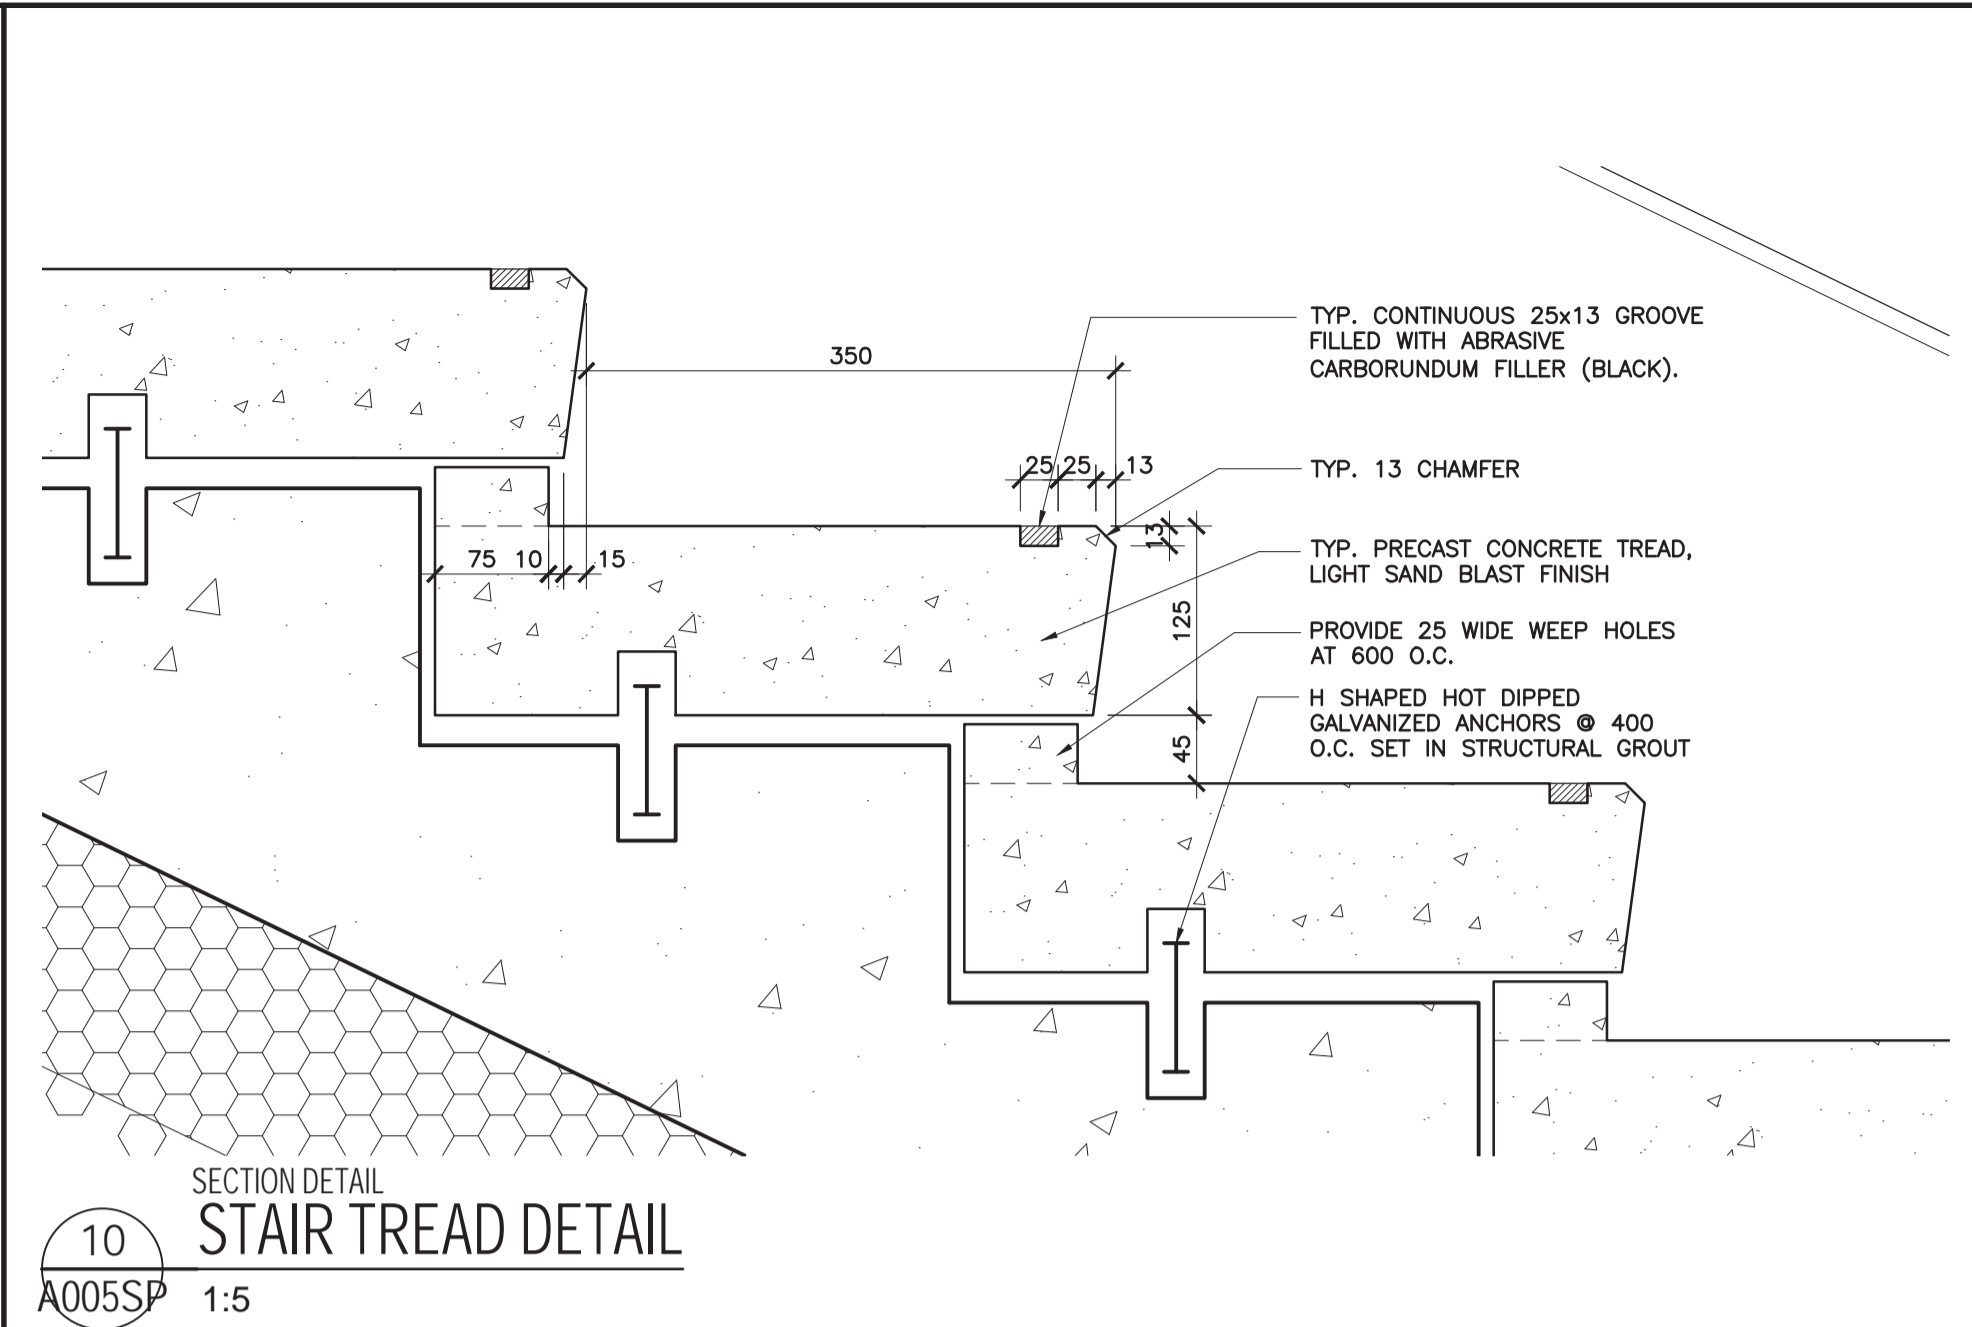 350
TYP. CONTINUOUS 25x13 GROOVE
FILLED WITH ABRASIVE
CARBORUNDUM FILLER (BLACK).
25 25 13
TYP. 13 CHAMFER
13
75 10 15
TYP. PRECAST CONCRETE TREAD,
LIGHT SAND BLAST FINISH
125
PROVIDE 25 WIDE WEEP HOLES
AT 600 O.C.
H SHAPED HOT DIPPED
GALVANIZED ANCHORS @ 400
O.C. SET IN STRUCTURAL GROUT
45
SECTION DETAIL
STAIR TREAD DETAIL
10
A005SP
1:5